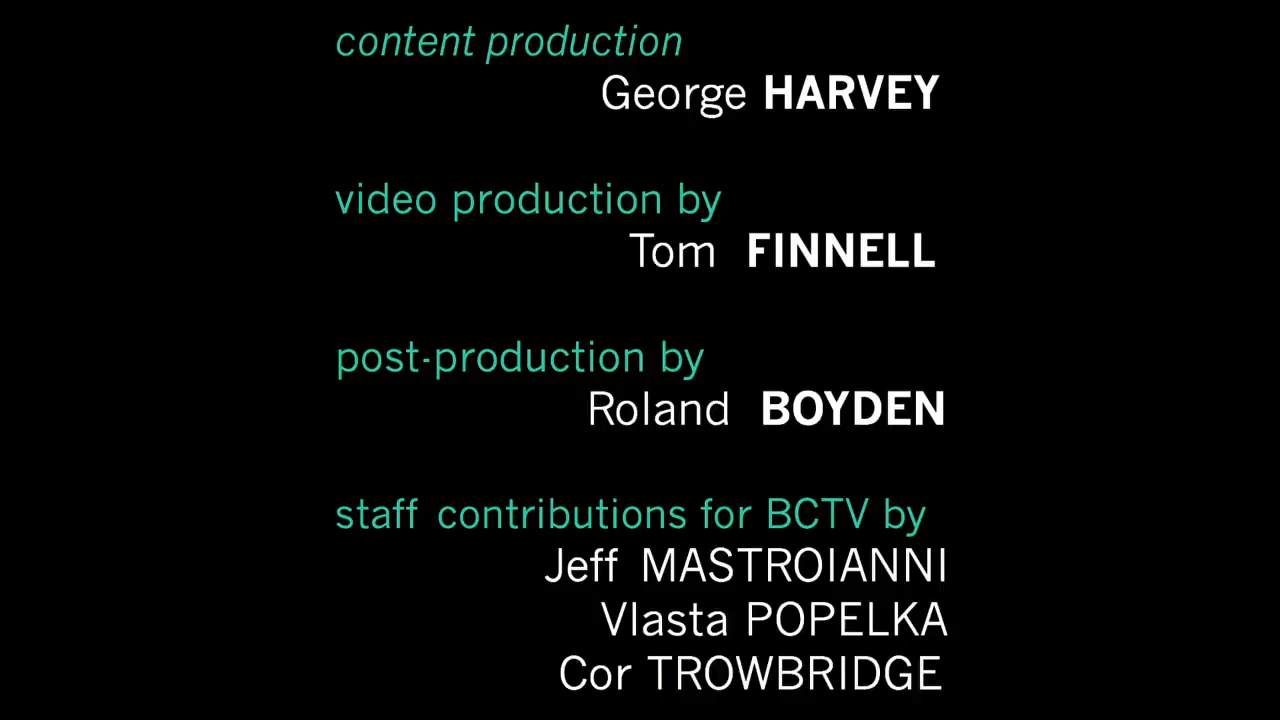 content production
George HARVEY
video production by
Tom FINNELL
post-production by
Roland BOYDEN
staff contributions for BCTV by
Jeff MASTROIANNI
Vlasta POPELKA
Cor TROWBRIDGE